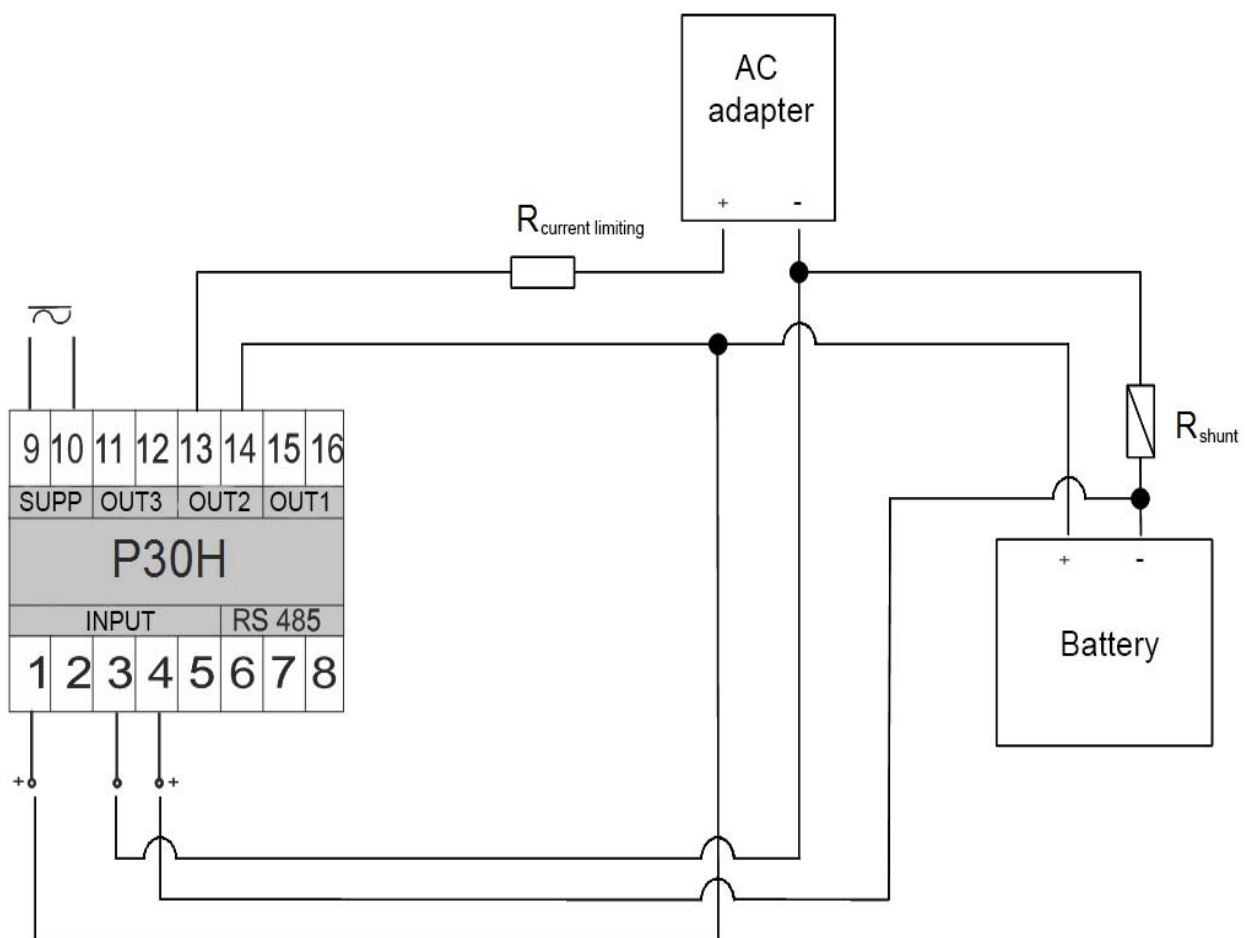 AC
adapter
+ -
R current limiting
9 10 11 12 13 14 15 16
SUPP OUT3 OUT2 OUT1
P30H
INPUT RS 485
1 2 3 4 5 6 7 8
+ +
R shunt
+ -
Battery